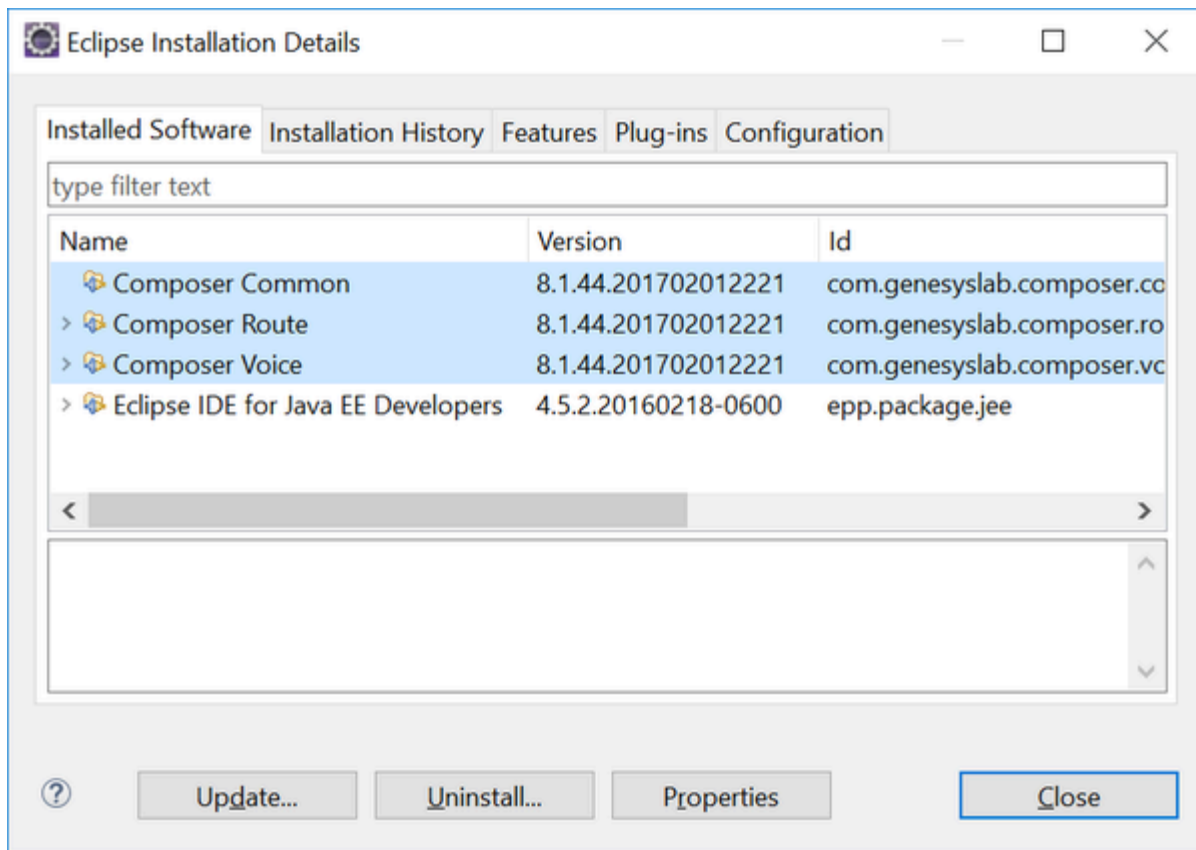 Eclipse Installation Details
Installed Software Installation History Features Plug-ins Configuration
type filter text
Name Version Id
Composer Common 8.1.44.201702012221 com.genesyslab.composer.co
Composer Route 8.1.44.201702012221 com.genesyslab.composer.ro
Composer Voice 8.1.44.201702012221 com.genesyslab.composer.vc
Eclipse IDE for Java EE Developers 4.5.2.20160218-0600 epp.package.jee
? Update... Uninstall... Properties Close